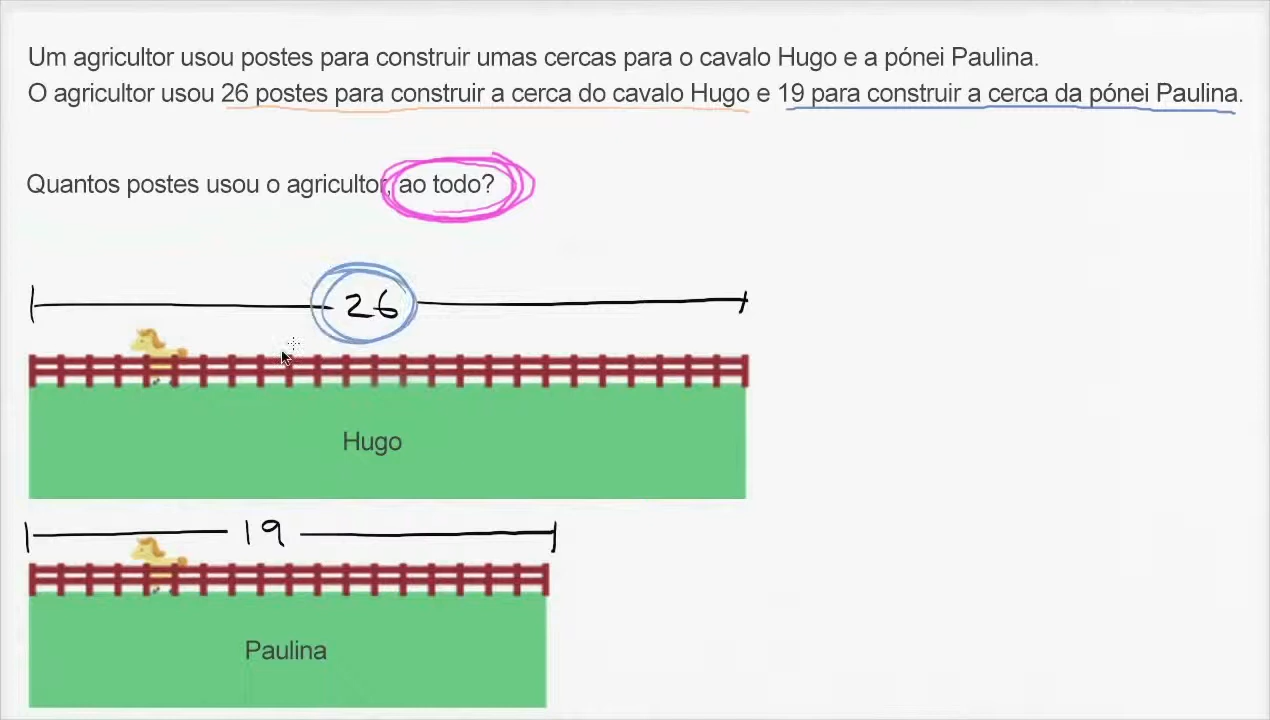 Um agricultor usou postes para construir umas cercas para o cavalo Hugo e a pónei Paulina.
O agricultor usou 26 postes para construir a cerca do cavalo Hugo e 19 para construir a cerca da pónei Paulina.
Quantos postes usou o agricultor, ao todo?
26
Hugo
19
Paulina